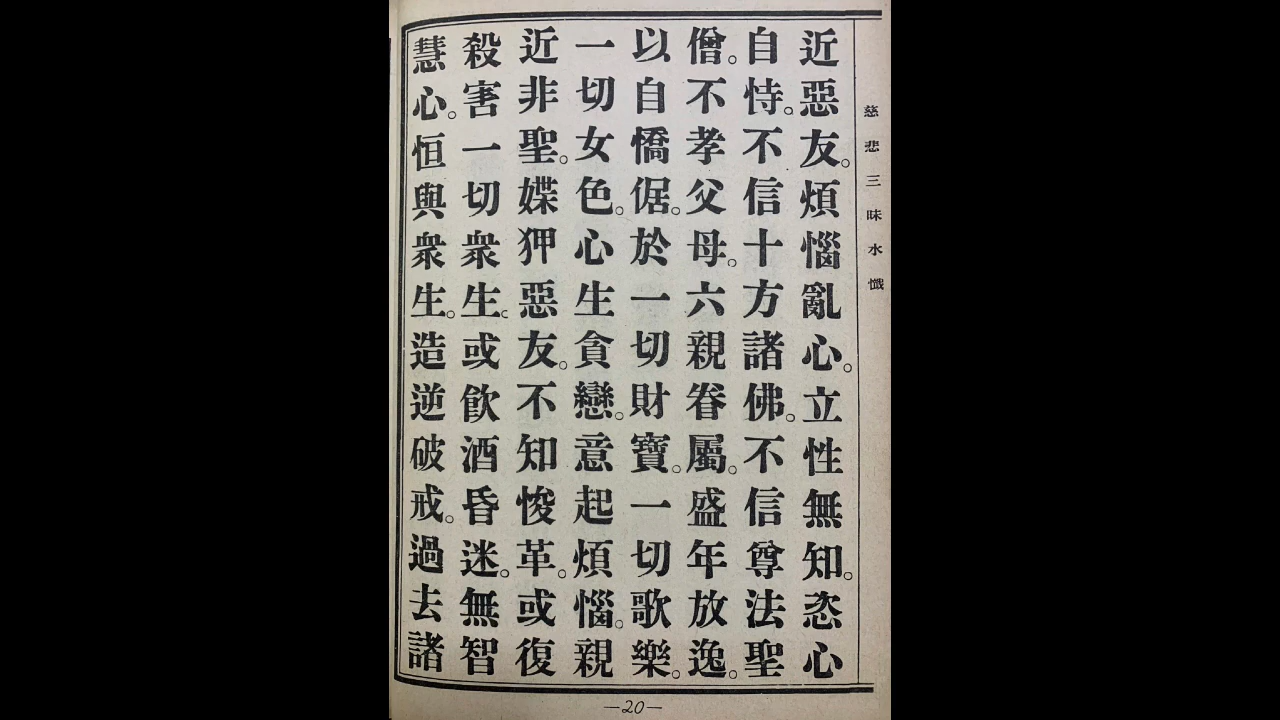 慈悲三昧水懺
近惡友。煩惱亂心。立性無知。恣心
自恃。不信十方諸佛。不信尊法聖
僧。不孝父母。六親眷屬。盛年放逸。
以自憍倨。於一切財寶。一切歌樂。
一切女色。心生貪戀。意起煩惱。親
近非聖。媟狎惡友。不知悛革。或復
殺害一切衆生。或飮酒昏迷。無智
慧心。恒與衆生。造逆破戒。過去諸
—20—